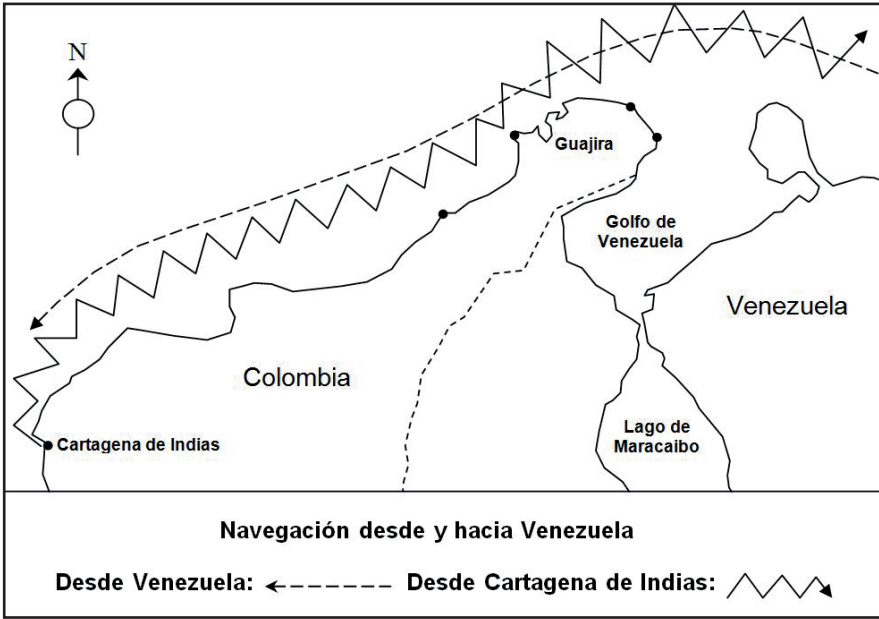 N
Guajira
Golfo de
Venezuela
Venezuela
Colombia
Lago de
Maracaibo
Cartagena de Indias
Navegación desde y hacia Venezuela
Desde Venezuela: Desde Cartagena de Indias: